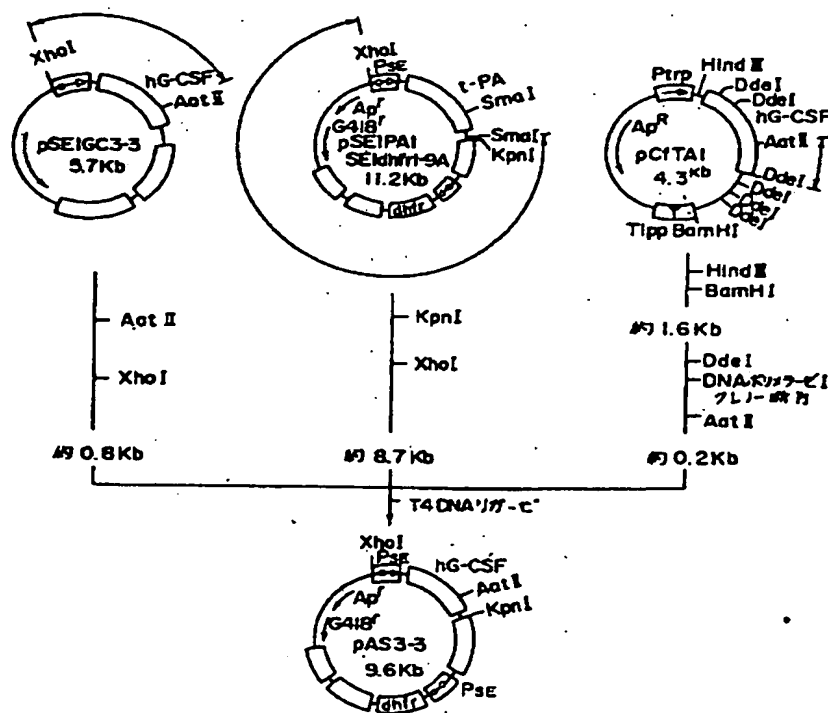 XhoI
hG-CSF
AatII
pSE1GC3-3
5.7Kb
AatII
XhoI
約0.8Kb
XhoI
PSE
t-PA
SmaI
Apʳ
G418ʳ
pSE1PA1
SE1dhfr1-9A
11.2Kb
SmaI
KpnI
dhfr
KpnI
XhoI
約8.7Kb
Ptrp
HindIII
DdeI
DdeI
hG-CSF
Apᴿ
AatII
pCfTA1
4.3ᴷᵇ
DdeI
DdeI
DdeI
DdeI
Tlpp
BamHI
HindIII
BamHI
約1.6Kb
DdeI
DNAポリメラーゼI
クレノー断片
AatII
約0.2Kb
T4DNAリガーゼ
XhoI
PSE
hG-CSF
AatII
KpnI
Apʳ
G418ʳ
pAS3-3
9.6Kb
dhfr
PSE